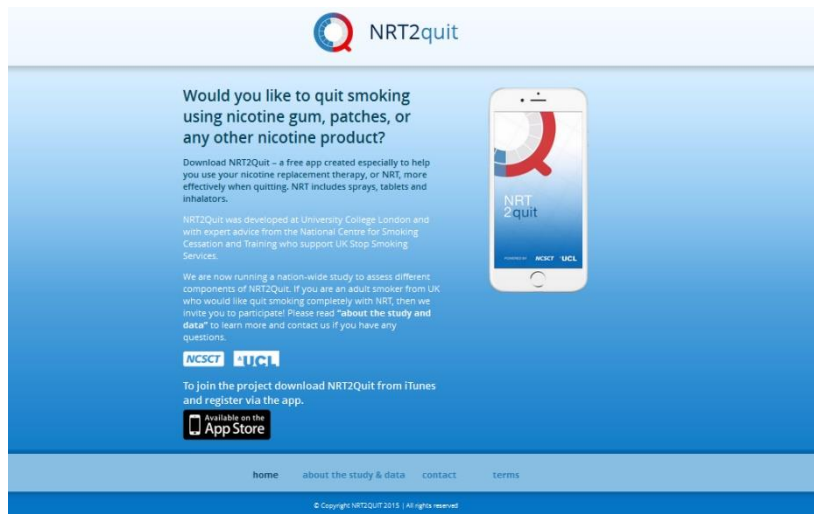 NRT2quit
Would you like to quit smoking
using nicotine gum, patches, or
any other nicotine product?
Download NRT2Quit – a free app created especially to help
you use your nicotine replacement therapy, or NRT, more
effectively when quitting. NRT includes sprays, tablets and
inhalators.
NRT2Quit was developed at University College London and
with expert advice from the National Centre for Smoking
Cessation and Training who support UK Stop Smoking
Services.
We are now running a nation-wide study to assess different
components of NRT2Quit. If you are an adult smoker from UK
who would like quit smoking completely with NRT, then we
invite you to participate! Please read "about the study and
data" to learn more and contact us if you have any
questions.
NCSCT UCL
To join the project download NRT2Quit from iTunes
and register via the app.
Available on the
App Store
NRT
2quit
POWERED BY NCSCT UCL
home about the study & data contact terms
© Copyright NRT2QUIT 2015 | All rights reserved